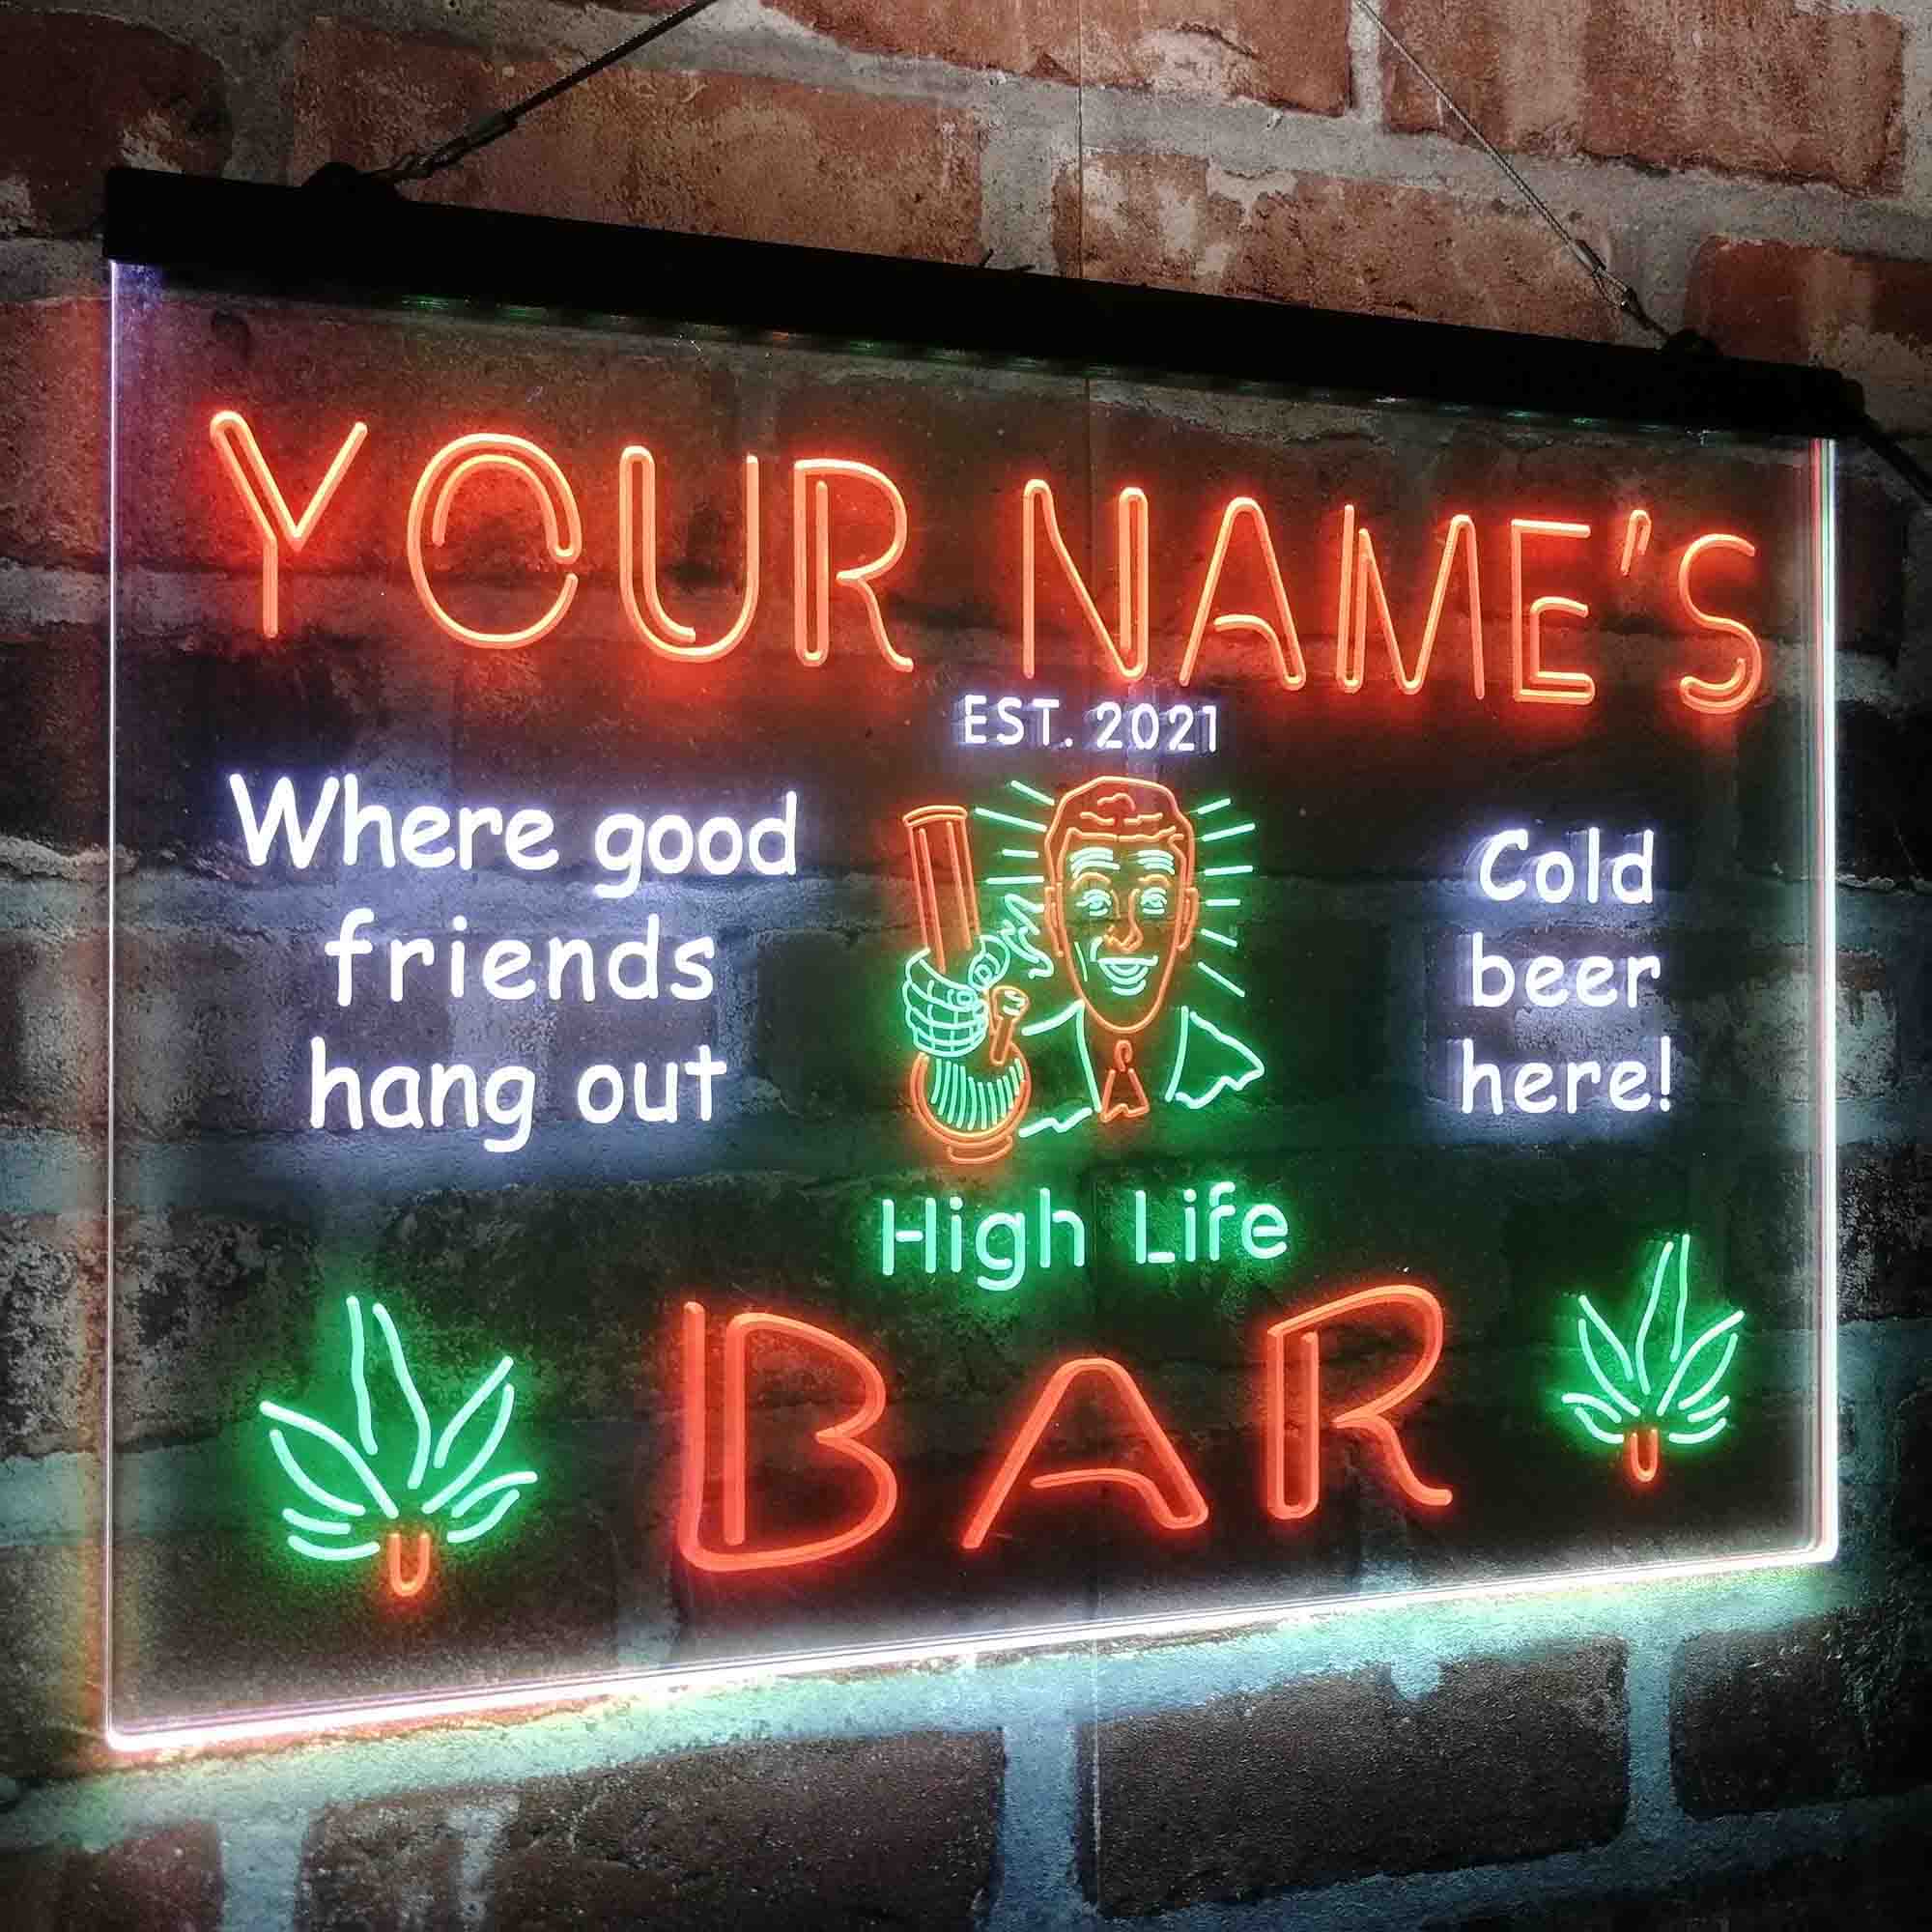 YOUR NAME'S
EST. 2021
Where good
friends
hang out
Cold
beer
here!
High Life
BAR